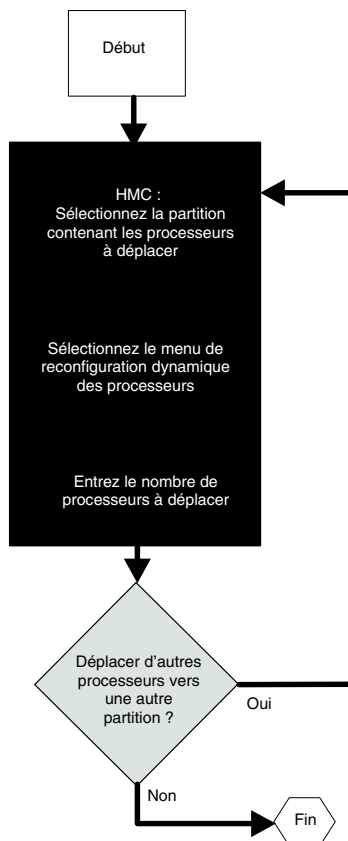 Début
HMC :
Sélectionnez la partition
contenant les processeurs
à déplacer
Sélectionnez le menu de
reconfiguration dynamique
des processeurs
Entrez le nombre de
processeurs à déplacer
Déplacer d'autres
processeurs vers
une autre
partition ?
Oui
Non
Fin